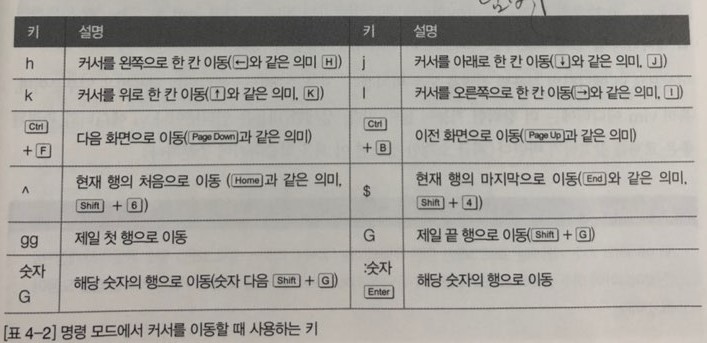 키 설명 키 설명
h 커서를 왼쪽으로 한 칸 이동(←와 같은 의미 H)) j 커서를 아래로 한 칸 이동(↓와 같은 의미, J)
k 커서를 위로 한 칸 이동(↑와 같은 의미, K) l 커서를 오른쪽으로 한 칸 이동(→와 같은 의미, l)
Ctrl + F 다음 화면으로 이동(Page Down과 같은 의미) Ctrl + B 이전 화면으로 이동(Page Up과 같은 의미)
^ 현재 행의 처음으로 이동 (Home과 같은 의미, $ 현재 행의 마지막으로 이동(End와 같은 의미,
Shift + 6) Shift + 4)
gg 제일 첫 행으로 이동 G 제일 끝 행으로 이동(Shift + G)
숫자 G 해당 숫자의 행으로 이동(숫자 다음 Shift + G) :숫자 Enter 해당 숫자의 행으로 이동
[표 4-2] 명령 모드에서 커서를 이동할 때 사용하는 키